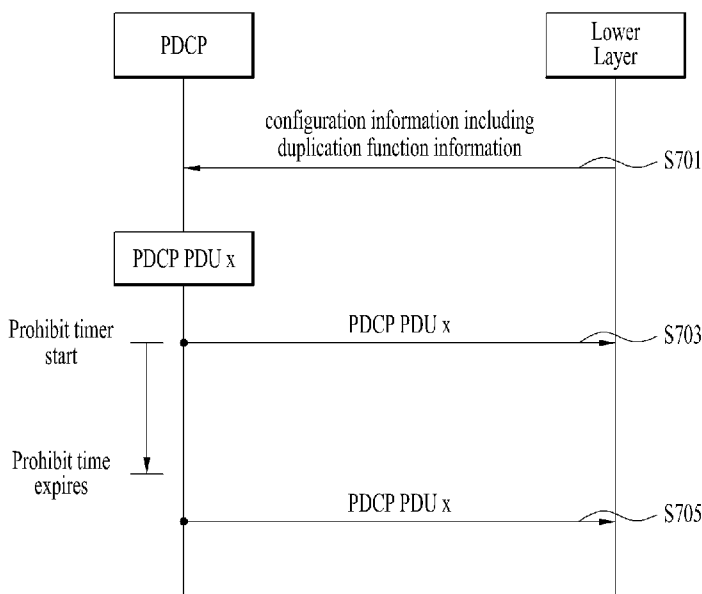 PDCP
Lower
Layer
configuration information including
duplication function information
S701
PDCP PDU x
Prohibit timer
start
PDCP PDU x
S703
Prohibit time
expires
PDCP PDU x
S705